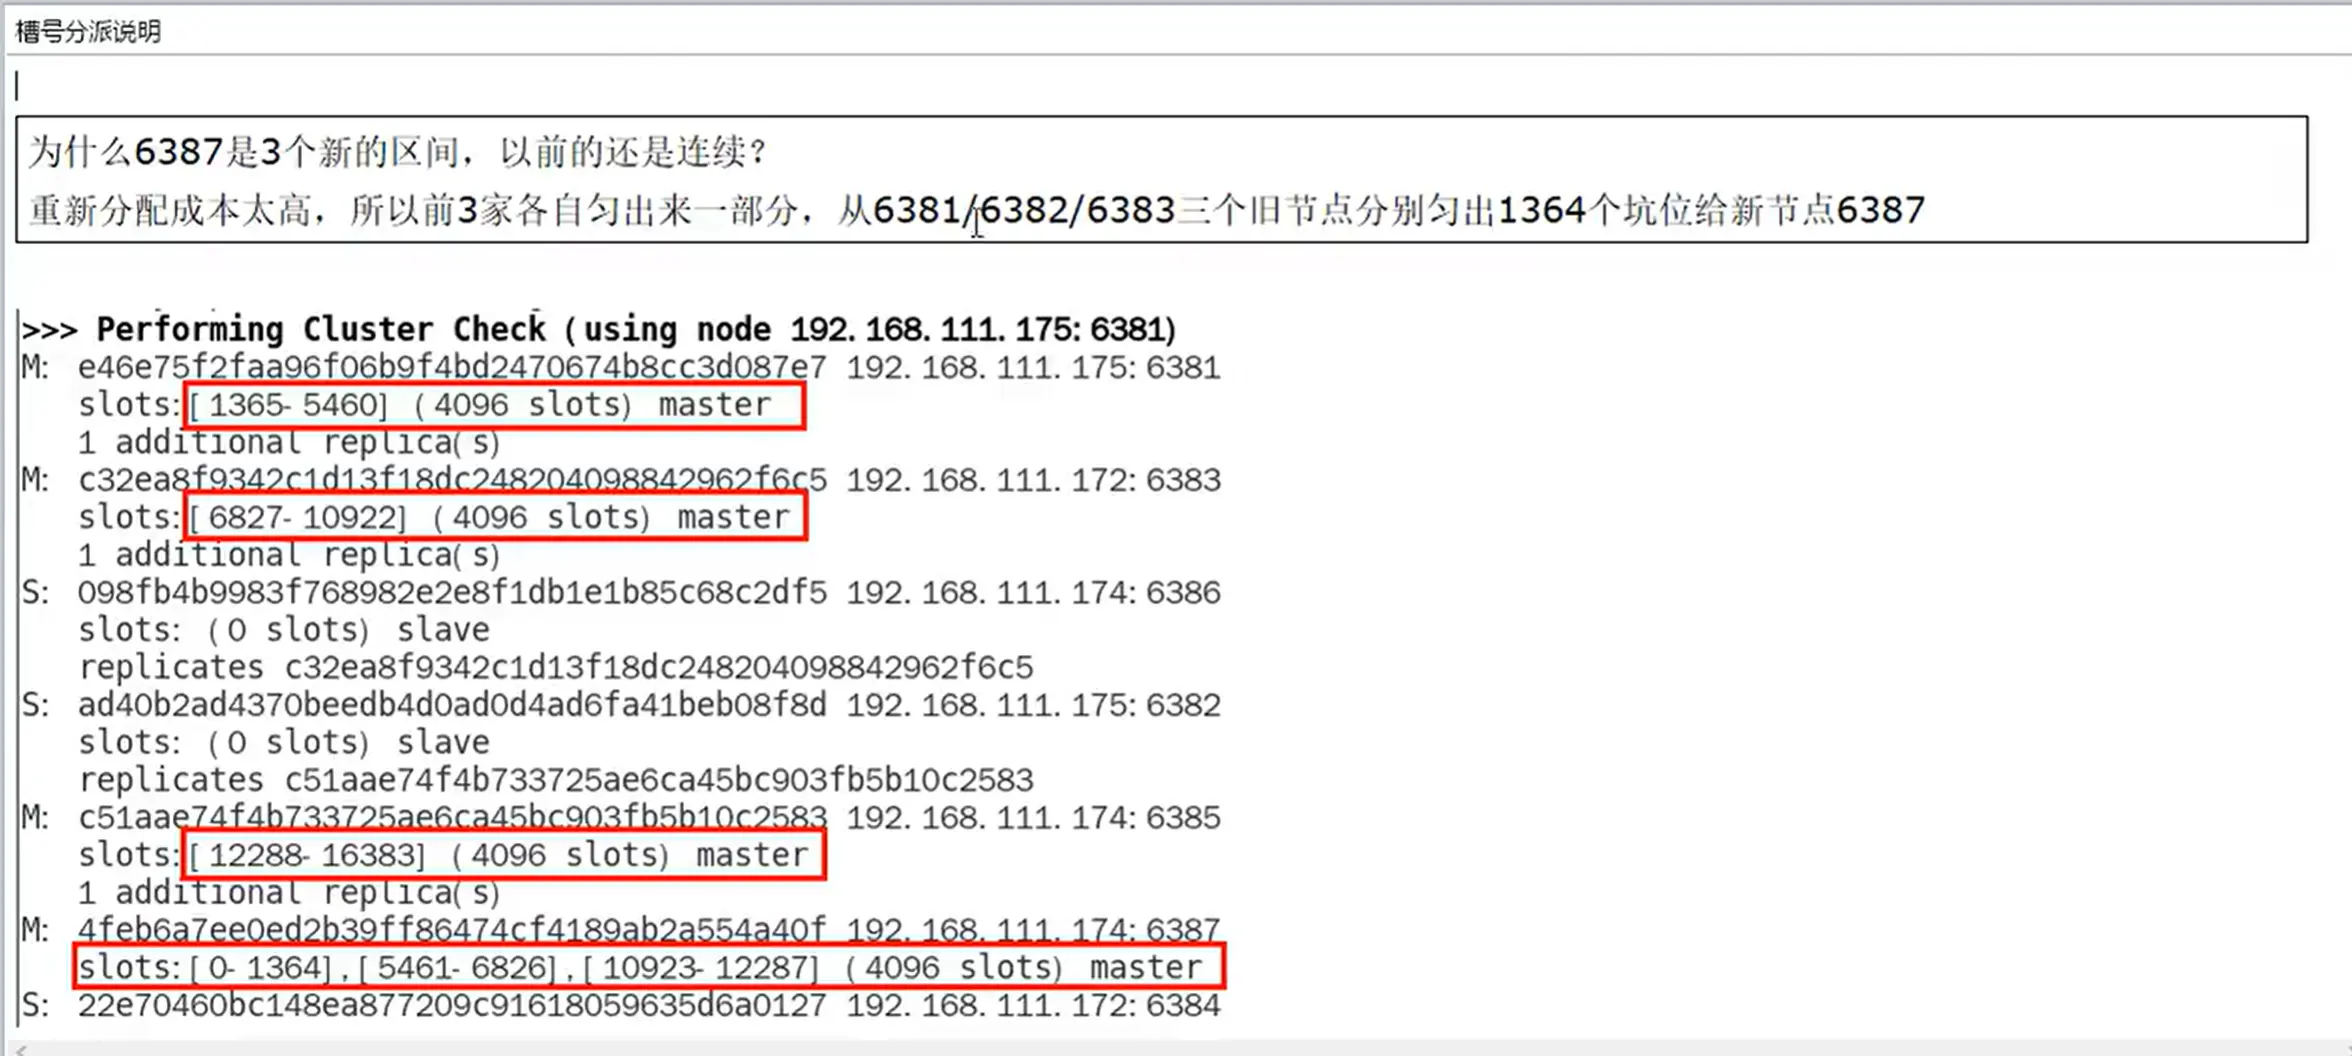 槽号分派说明
为什么6387是3个新的区间，以前的还是连续？
重新分配成本太高，所以前3家各自匀出来一部分，从6381/6382/6383三个旧节点分别匀出1364个坑位给新节点6387
>>> Performing Cluster Check (using node 192.168.111.175:6381)
M: e46e75f2faa96f06b9f4bd2470674b8cc3d087e7 192.168.111.175:6381
slots:[1365-5460] (4096 slots) master
1 additional replica(s)
M: c32ea8f9342c1d13f18dc248204098842962f6c5 192.168.111.172:6383
slots:[6827-10922] (4096 slots) master
1 additional replica(s)
S: 098fb4b9983f768982e2e8f1db1e1b85c68c2df5 192.168.111.174:6386
slots: (0 slots) slave
replicates c32ea8f9342c1d13f18dc248204098842962f6c5
S: ad40b2ad4370beedb4d0ad0d4ad6fa41beb08f8d 192.168.111.175:6382
slots: (0 slots) slave
replicates c51aae74f4b733725ae6ca45bc903fb5b10c2583
M: c51aae74f4b733725ae6ca45bc903fb5b10c2583 192.168.111.174:6385
slots:[12288-16383] (4096 slots) master
1 additional replica(s)
M: 4feb6a7ee0ed2b39ff86474cf4189ab2a554a40f 192.168.111.174:6387
slots:[0-1364],[5461-6826],[10923-12287] (4096 slots) master
S: 22e70460bc148ea877209c91618059635d6a0127 192.168.111.172:6384